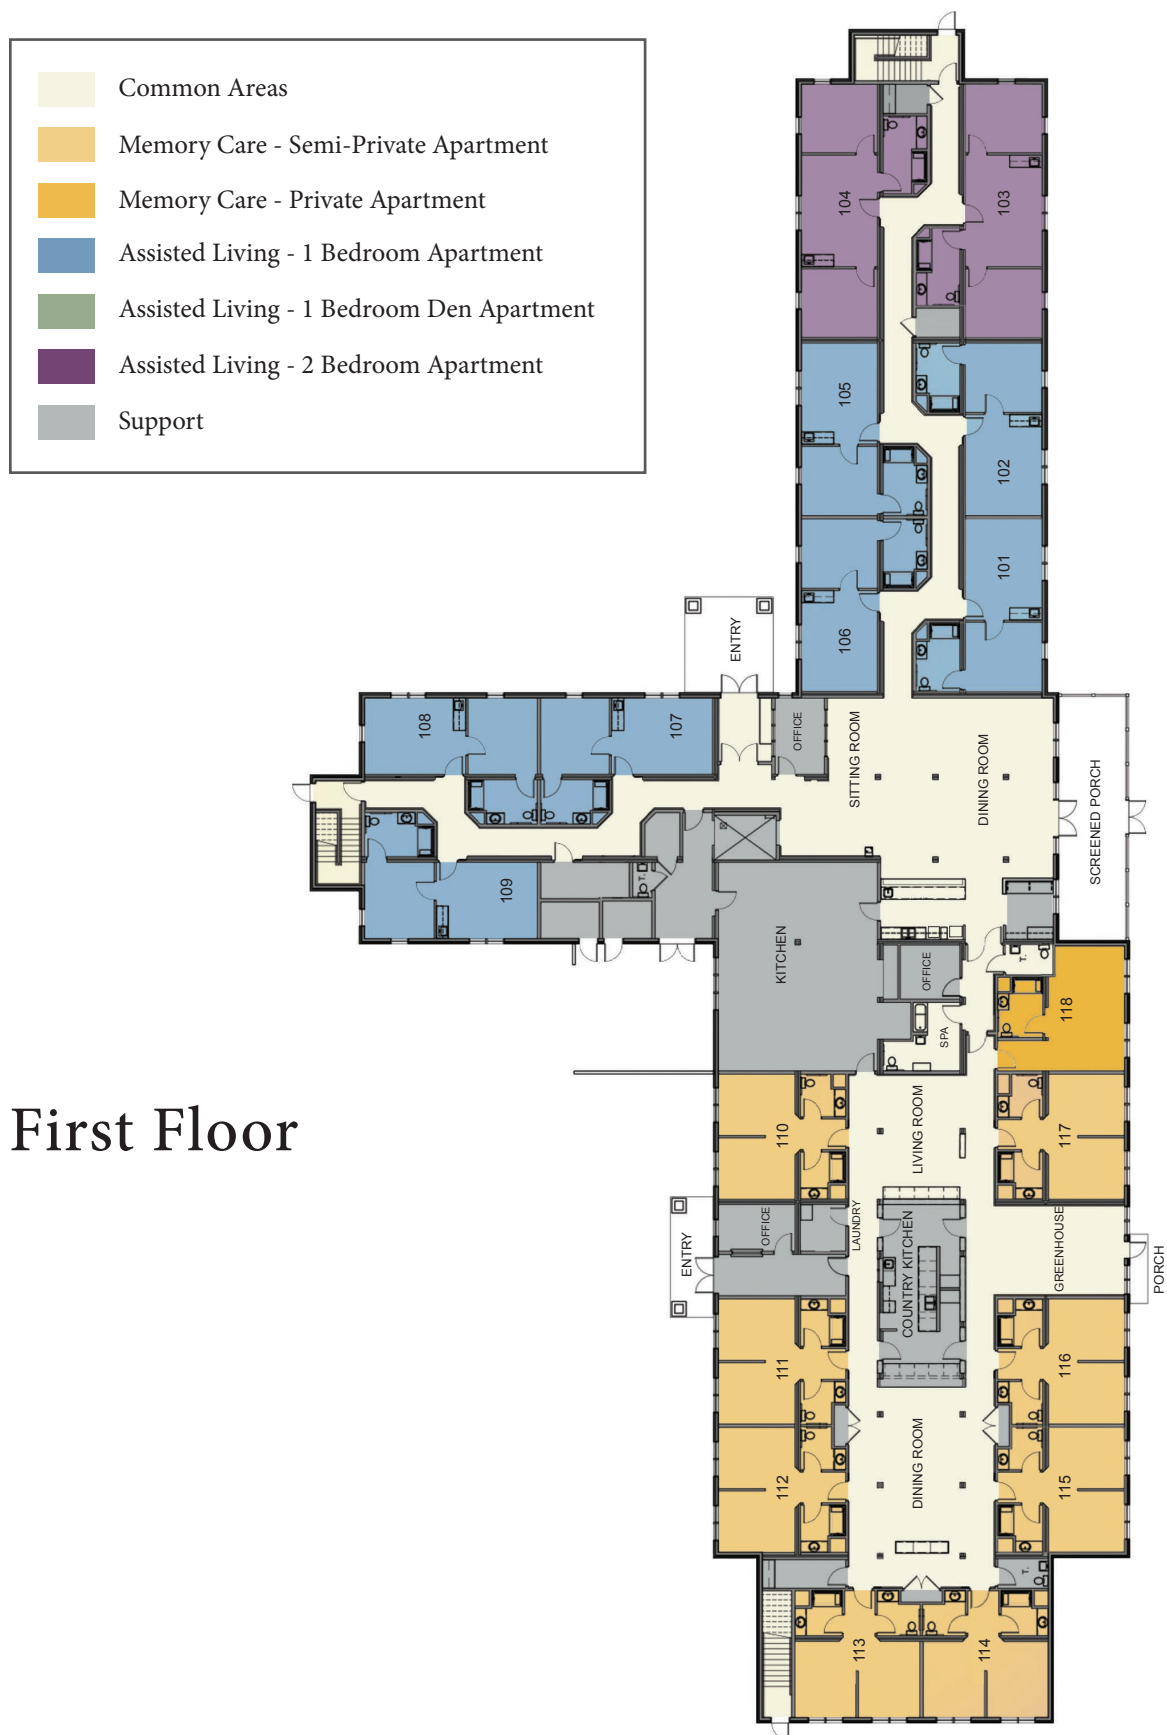 Common Areas
Memory Care - Semi-Private Apartment
Memory Care - Private Apartment
Assisted Living - 1 Bedroom Apartment
Assisted Living - 1 Bedroom Den Apartment
Assisted Living - 2 Bedroom Apartment
Support
First Floor
104
103
105
102
101
106
ENTRY
108
107
OFFICE
SITTING ROOM
DINING ROOM
SCREENED PORCH
109
T.
KITCHEN
OFFICE
T.
SPA
118
110
LIVING ROOM
117
ENTRY
OFFICE
LAUNDRY
COUNTRY KITCHEN
GREENHOUSE
PORCH
111
116
112
DINING ROOM
115
T.
113
114